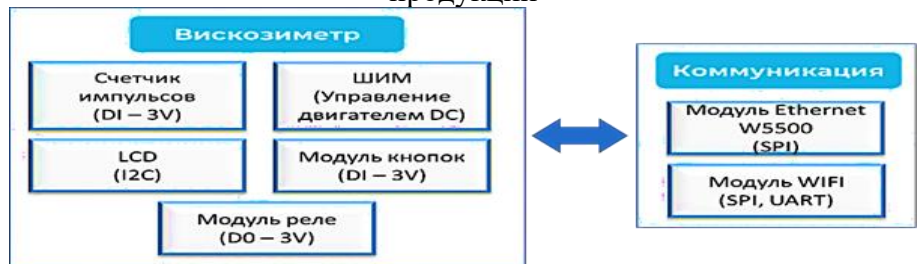 продукции
Вискозиметр
Счетчик
импульсов
(DI – 3V)
ШИМ
(Управление
двигателем DC)
LCD
(I2C)
Модуль кнопок
(DI – 3V)
Модуль реле
(D0 – 3V)
Коммуникация
Модуль Ethernet
W5500
(SPI)
Модуль WIFI
(SPI, UART)